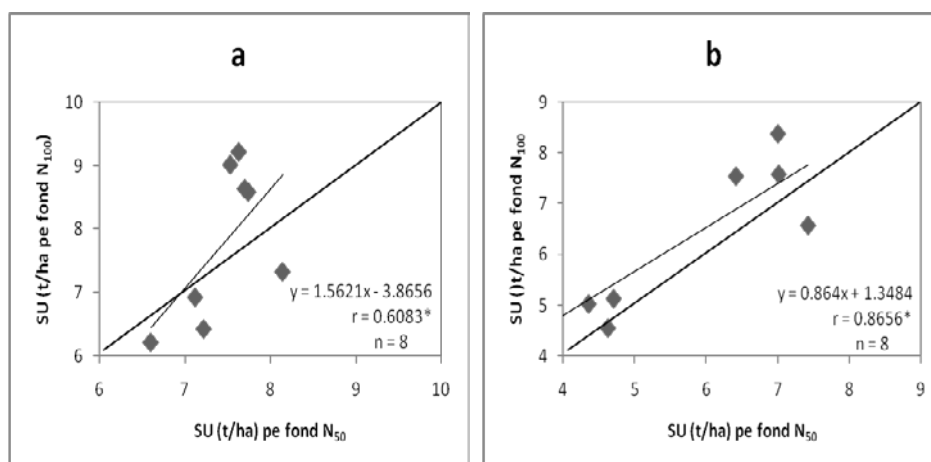 a
10
9
8
7
6
SU (t/ha) pe fond N₁₀₀)
y = 1.5621x - 3.8656
r = 0.6083*
n = 8
6 7 8 9 10
SU (t/ha) pe fond N₅₀
b
9
8
7
6
5
4
SU ()t/ha) pe fond N₁₀₀
y = 0.864x + 1.3484
r = 0.8656*
n = 8
4 5 6 7 8 9
SU (t/ha) pe fond N₅₀